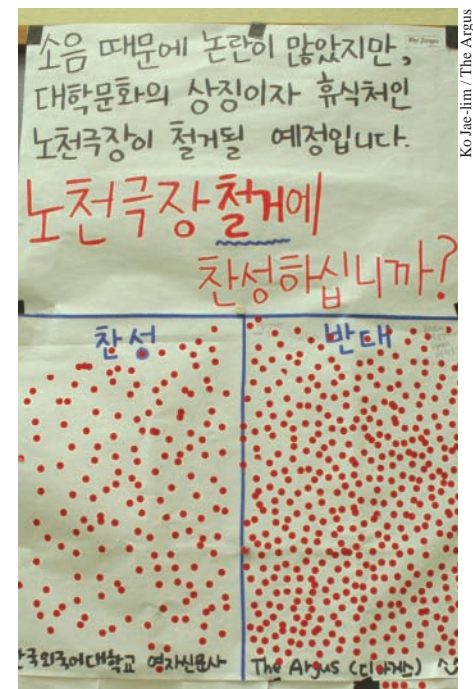 소음 때문에 논란이 많았지만,
대학문화의 상징이자 휴식처인
노천극장이 철거될 예정입니다.
노천극장 철거에
찬성하십니까?
찬성
반대
한국외국어대학교 영자신문사
The Argus (디아거스)
Ko Jae-lim / The Argus